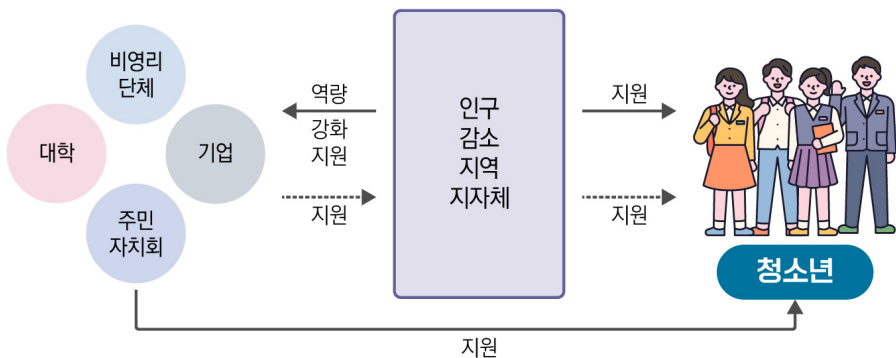 비영리
단체
대학
기업
주민
자치회
역량
강화
지원
지원
인구
감소
지역
지자체
지원
지원
청소년
지원